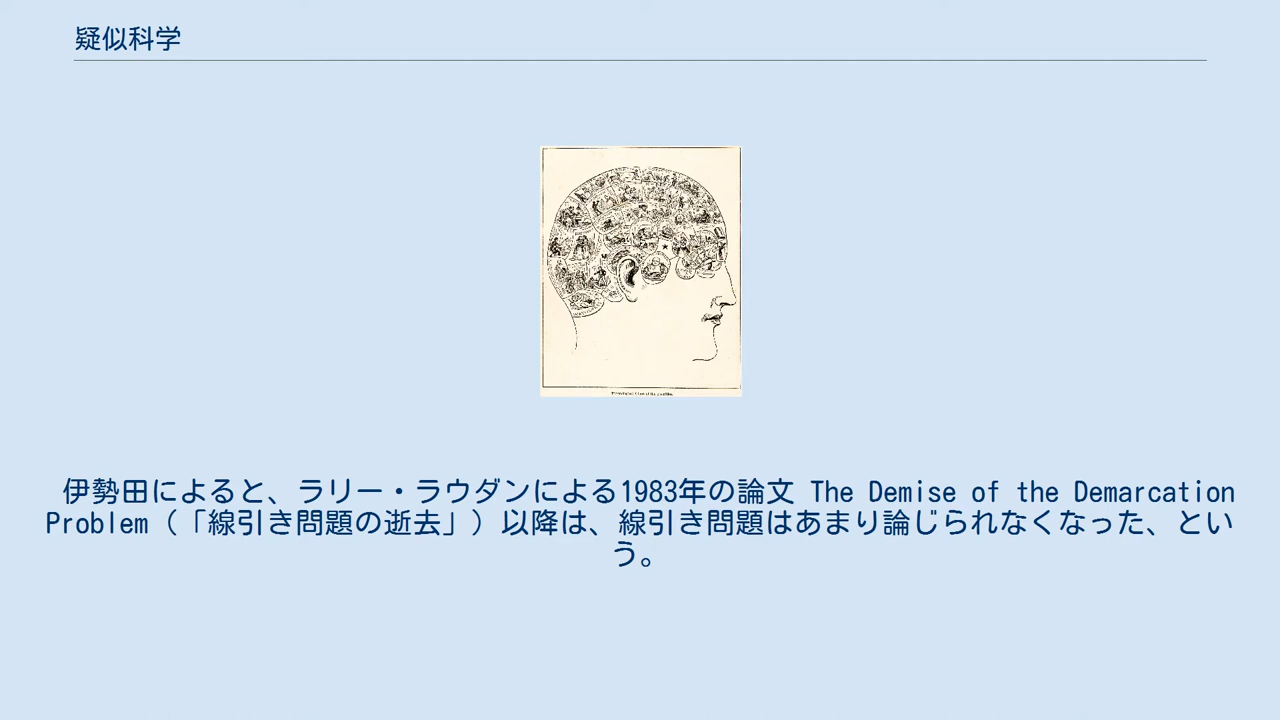 疑似科学
伊勢田によると、ラリー・ラウダンによる1983年の論文 The Demise of the Demarcation
Problem（「線引き問題の逝去」）以降は、線引き問題はあまり論じられなくなった、とい
う。